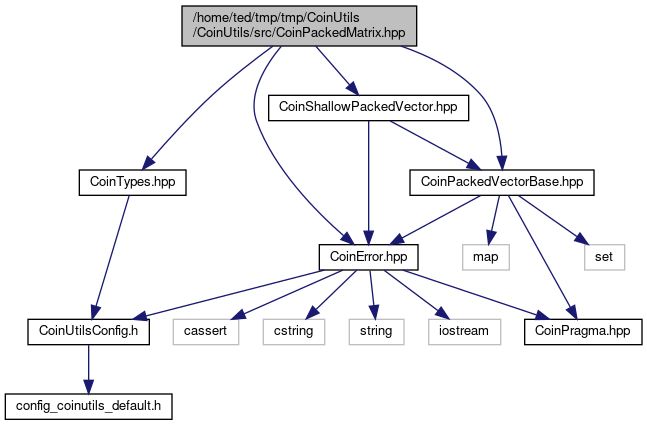 /home/ted/tmp/tmp/CoinUtils
/CoinUtils/src/CoinPackedMatrix.hpp
CoinShallowPackedVector.hpp
CoinTypes.hpp
CoinPackedVectorBase.hpp
CoinError.hpp
map
set
CoinUtilsConfig.h
cassert
cstring
string
iostream
CoinPragma.hpp
config_coinutils_default.h